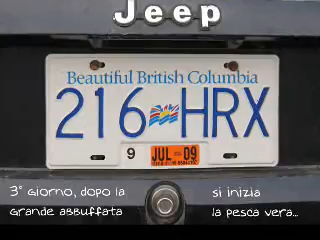 Jeep
Beautiful British Columbia
216 HRX
9 JUL 09
3° giorno, dopo la
grande abbuffata
si inizia
la pesca vera...